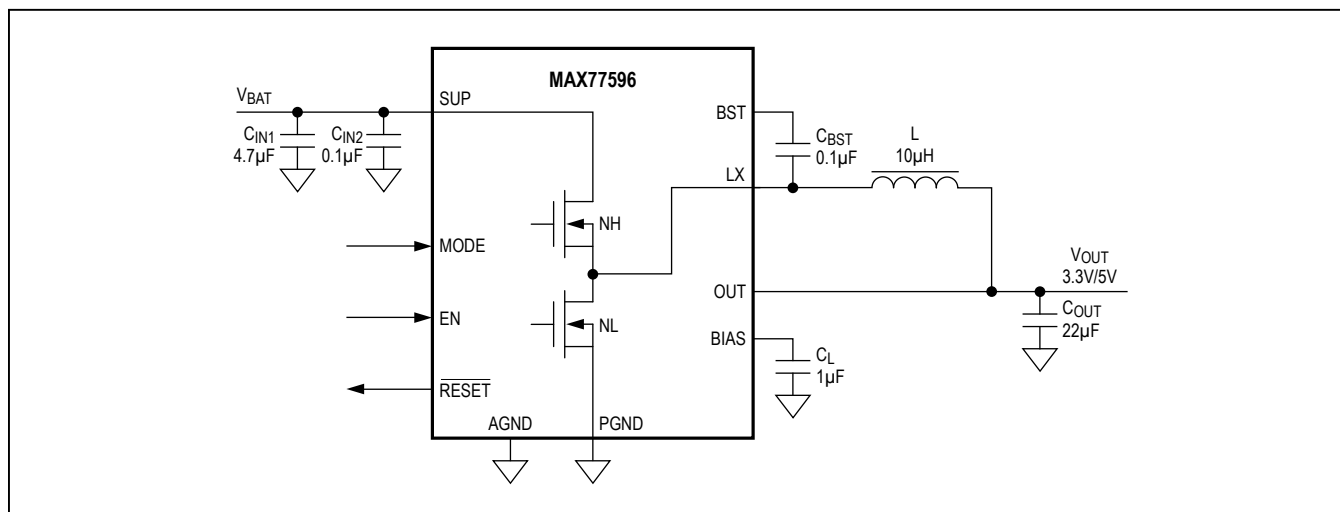 MAX77596
VBAT
SUP
CIN1
4.7µF
CIN2
0.1µF
BST
CBST
0.1µF
L
10µH
LX
NH
MODE
VOUT
3.3V/5V
OUT
COUT
22µF
EN
NL
BIAS
CL
1µF
RESET
AGND
PGND